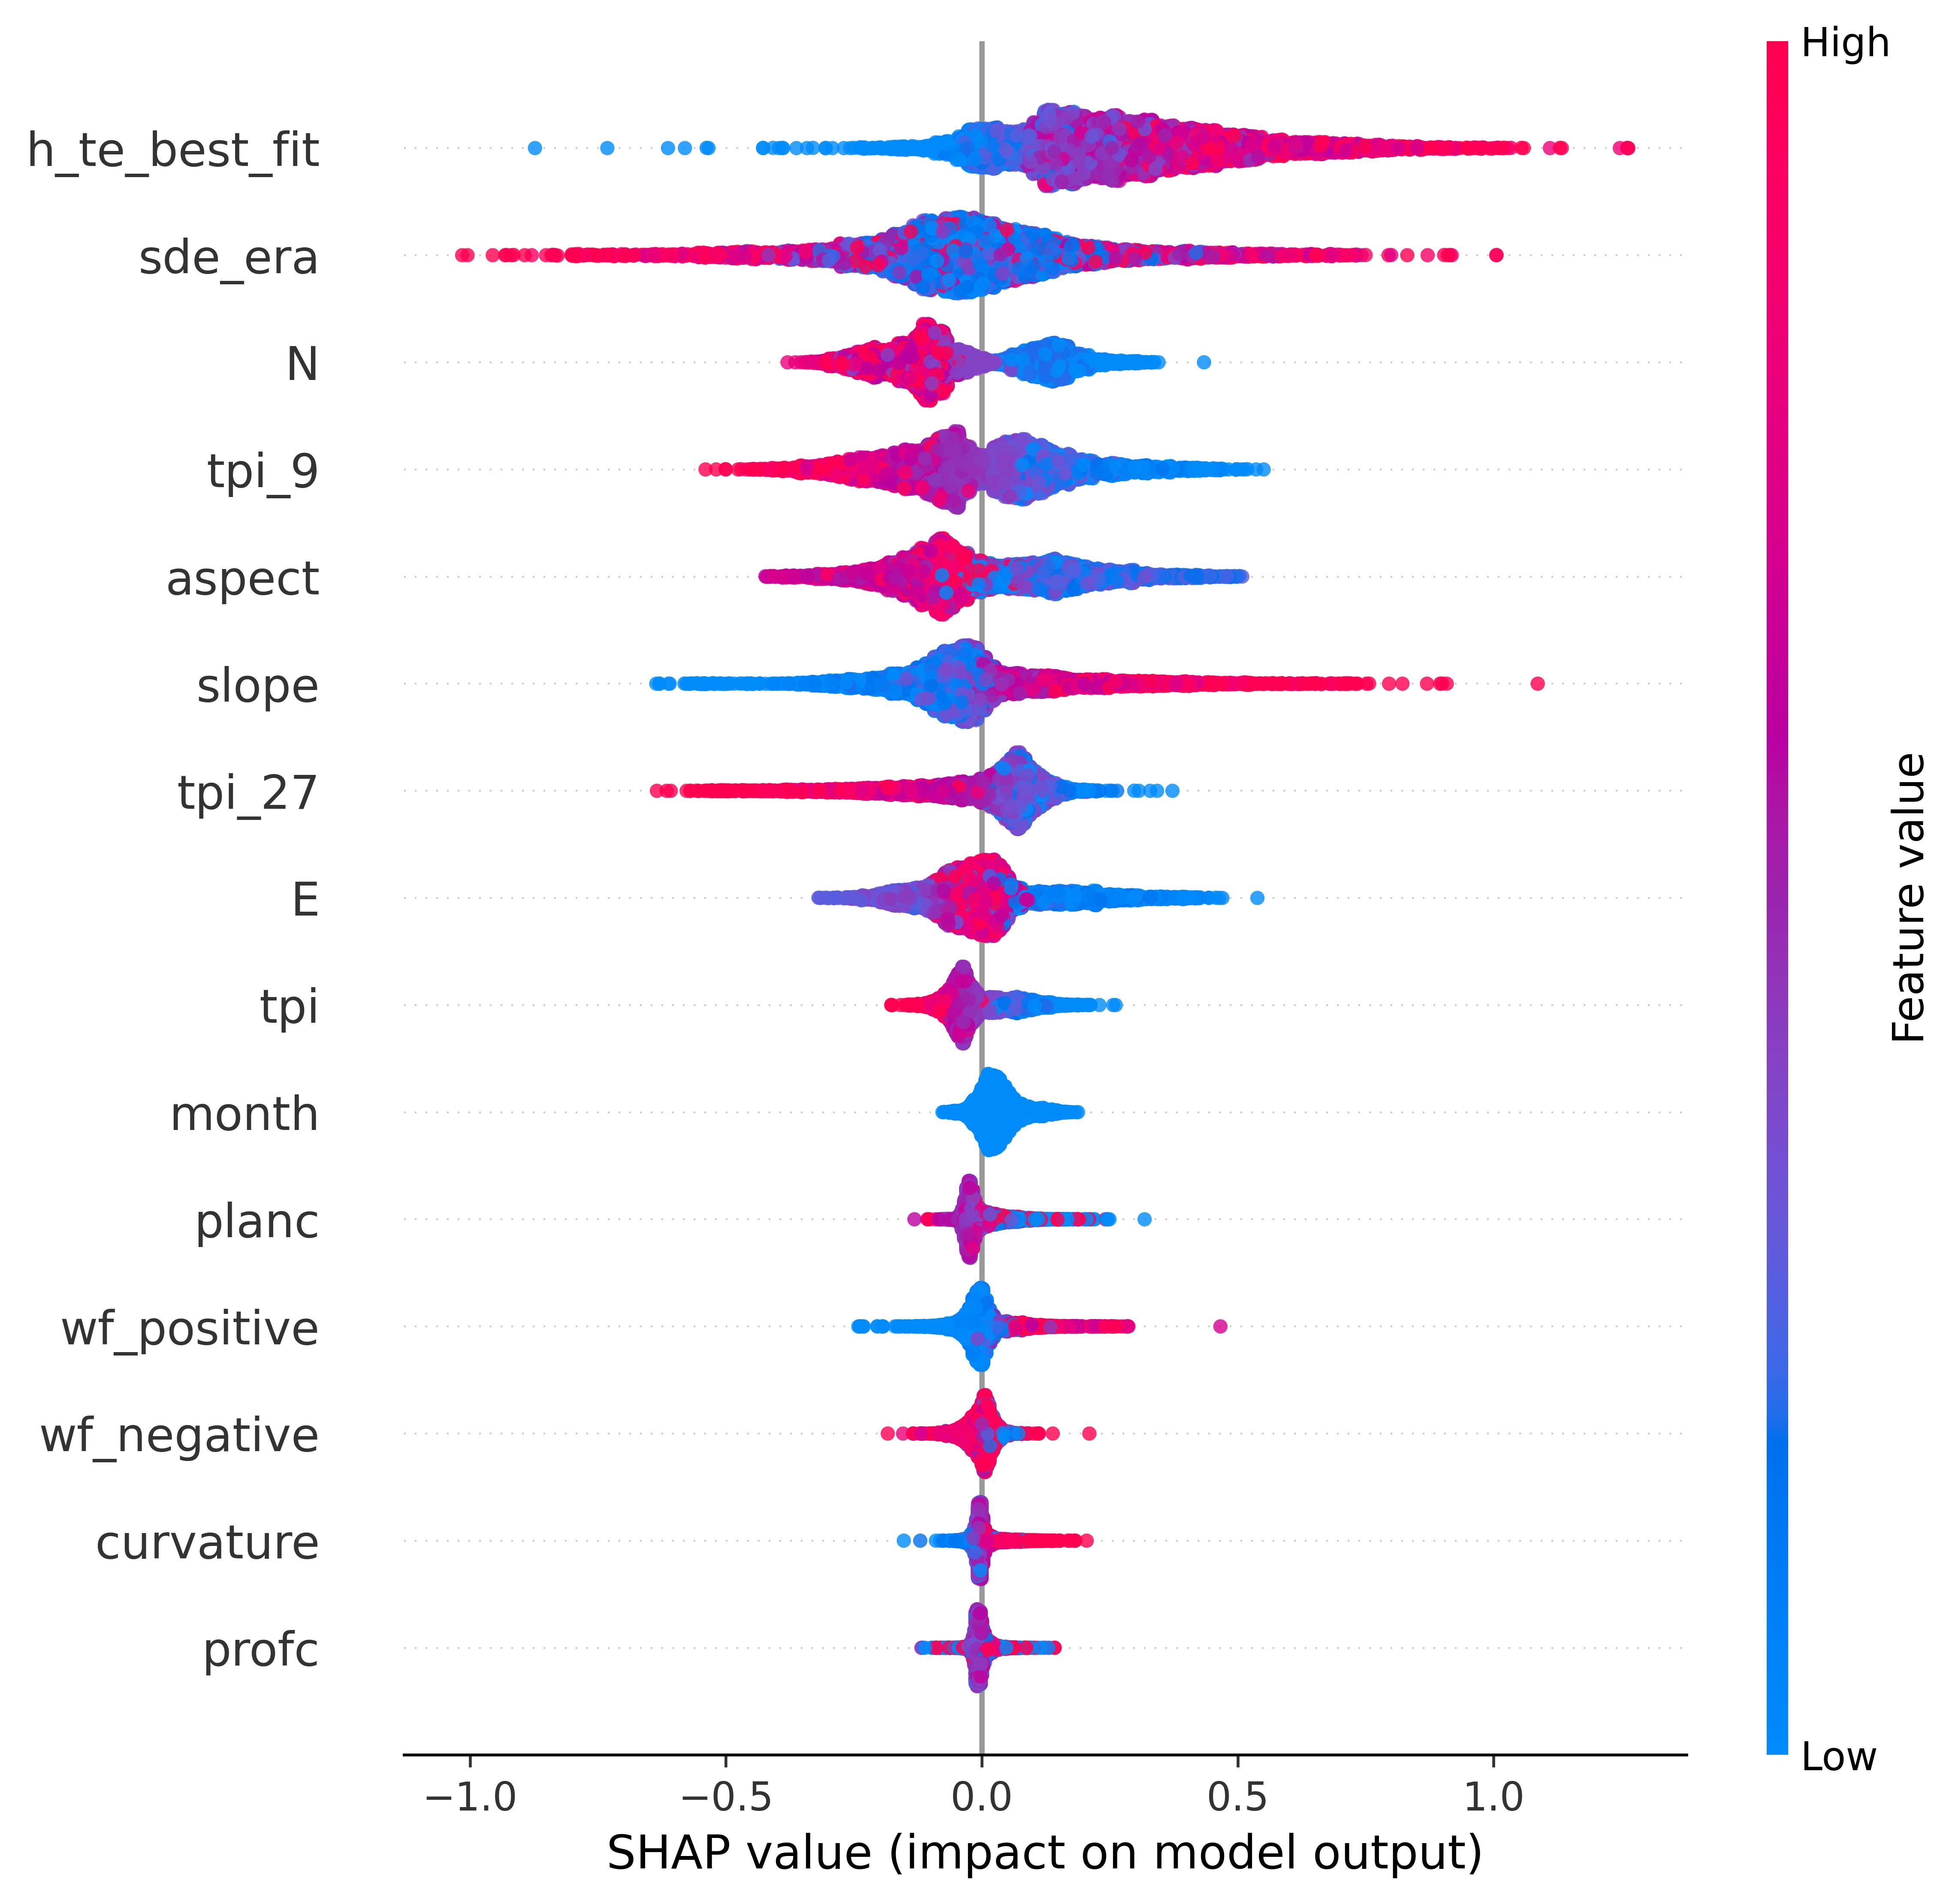 High
h_te_best_fit
sde_era
N
tpi_9
aspect
slope
tpi_27
E
tpi
month
planc
wf_positive
wf_negative
curvature
profc
Feature value
Low
−1.0 −0.5 0.0 0.5 1.0
SHAP value (impact on model output)